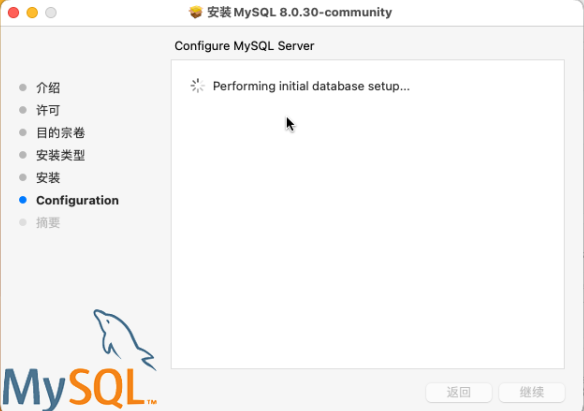 安装 MySQL 8.0.30-community
Configure MySQL Server
Performing initial database setup...
介绍
许可
目的宗卷
安装类型
安装
Configuration
摘要
MySQL™
返回
继续